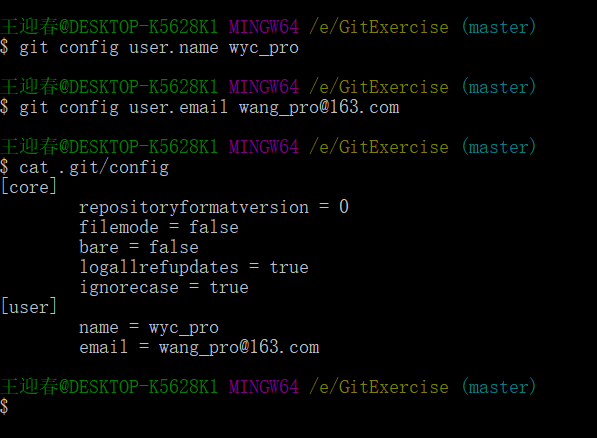 王迎春@DESKTOP-K5628K1 MINGW64 /e/GitExercise (master)
$ git config user.name wyc_pro
王迎春@DESKTOP-K5628K1 MINGW64 /e/GitExercise (master)
$ git config user.email wang_pro@163.com
王迎春@DESKTOP-K5628K1 MINGW64 /e/GitExercise (master)
$ cat .git/config
[core]
        repositoryformatversion = 0
        filemode = false
        bare = false
        logallrefupdates = true
        ignorecase = true
[user]
        name = wyc_pro
        email = wang_pro@163.com
王迎春@DESKTOP-K5628K1 MINGW64 /e/GitExercise (master)
$